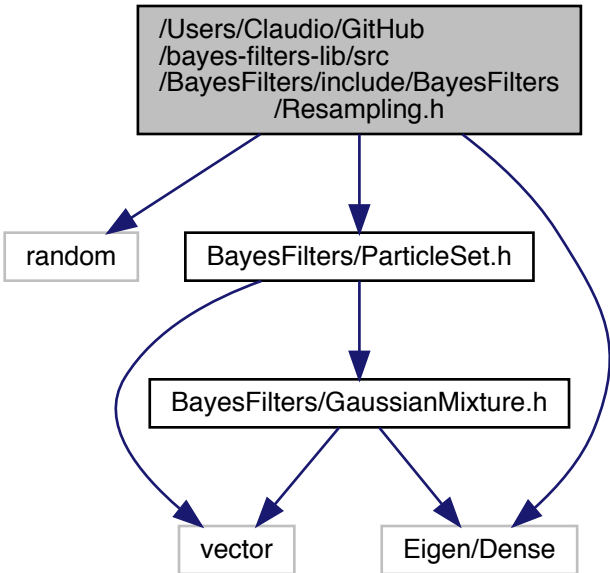 /Users/Claudio/GitHub
/bayes-filters-lib/src
/BayesFilters/include/BayesFilters
/Resampling.h
random
BayesFilters/ParticleSet.h
BayesFilters/GaussianMixture.h
vector
Eigen/Dense